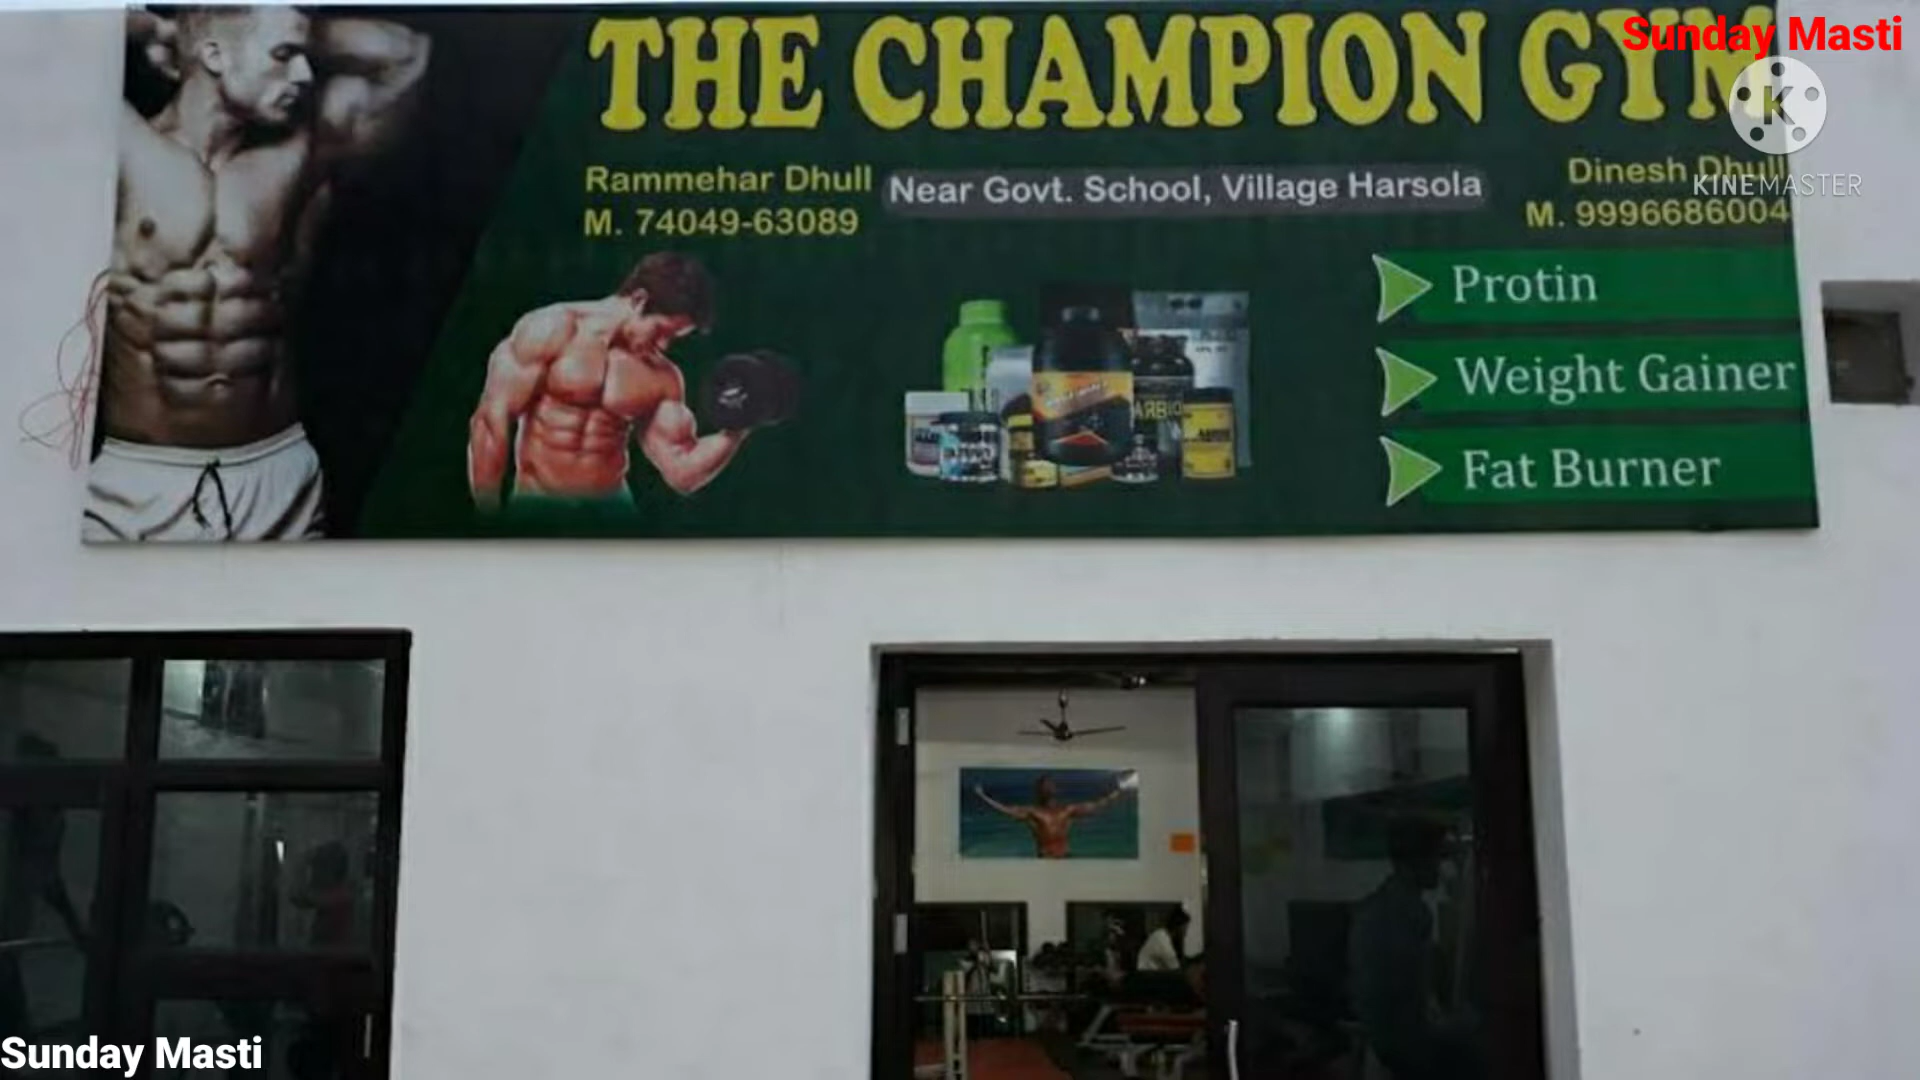 THE CHAMPION GYM
Sunday Masti
K
KINEMASTER
Rammehar Dhull
M. 74049-63089
Near Govt. School, Village Harsola
Dinesh Dhull
M. 9996686004
Protin
Weight Gainer
Fat Burner
Sunday Masti